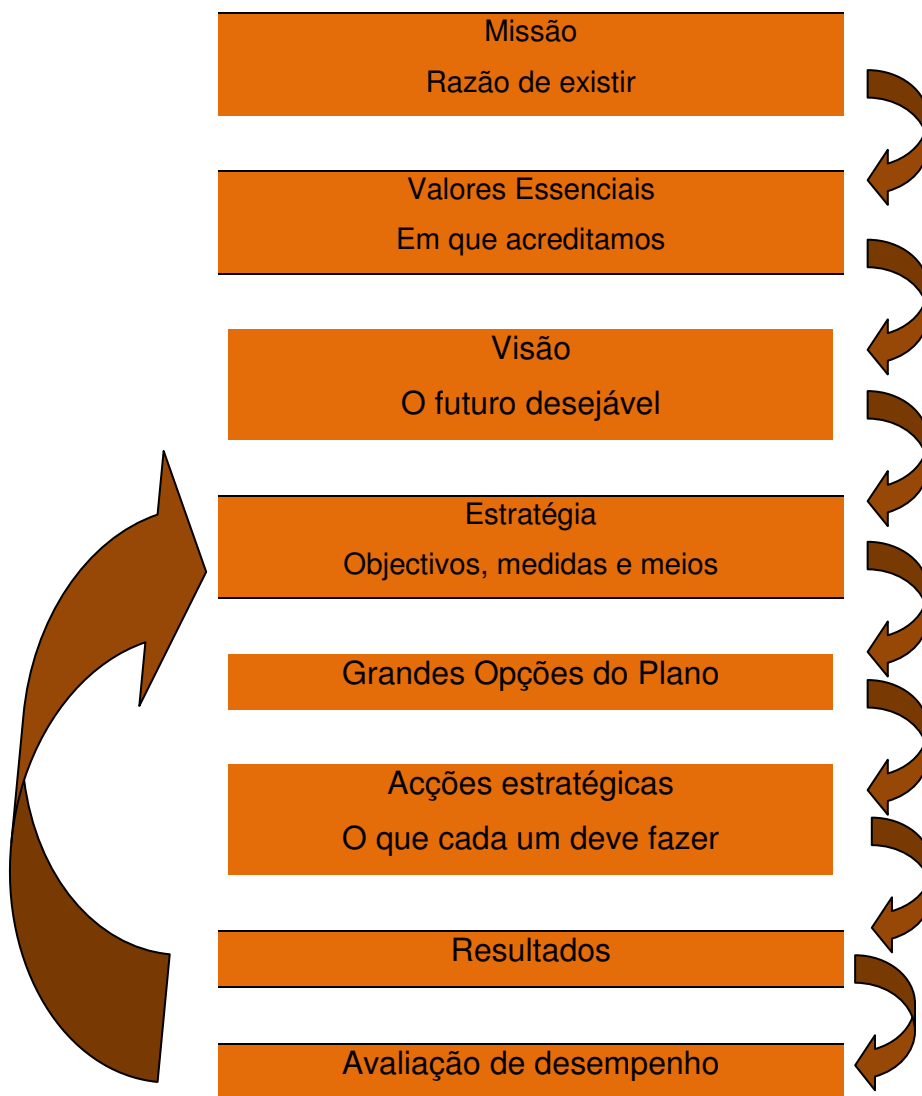 Missão
Razão de existir
Valores Essenciais
Em que acreditamos
Visão
O futuro desejável
Estratégia
Objectivos, medidas e meios
Grandes Opções do Plano
Acções estratégicas
O que cada um deve fazer
Resultados
Avaliação de desempenho